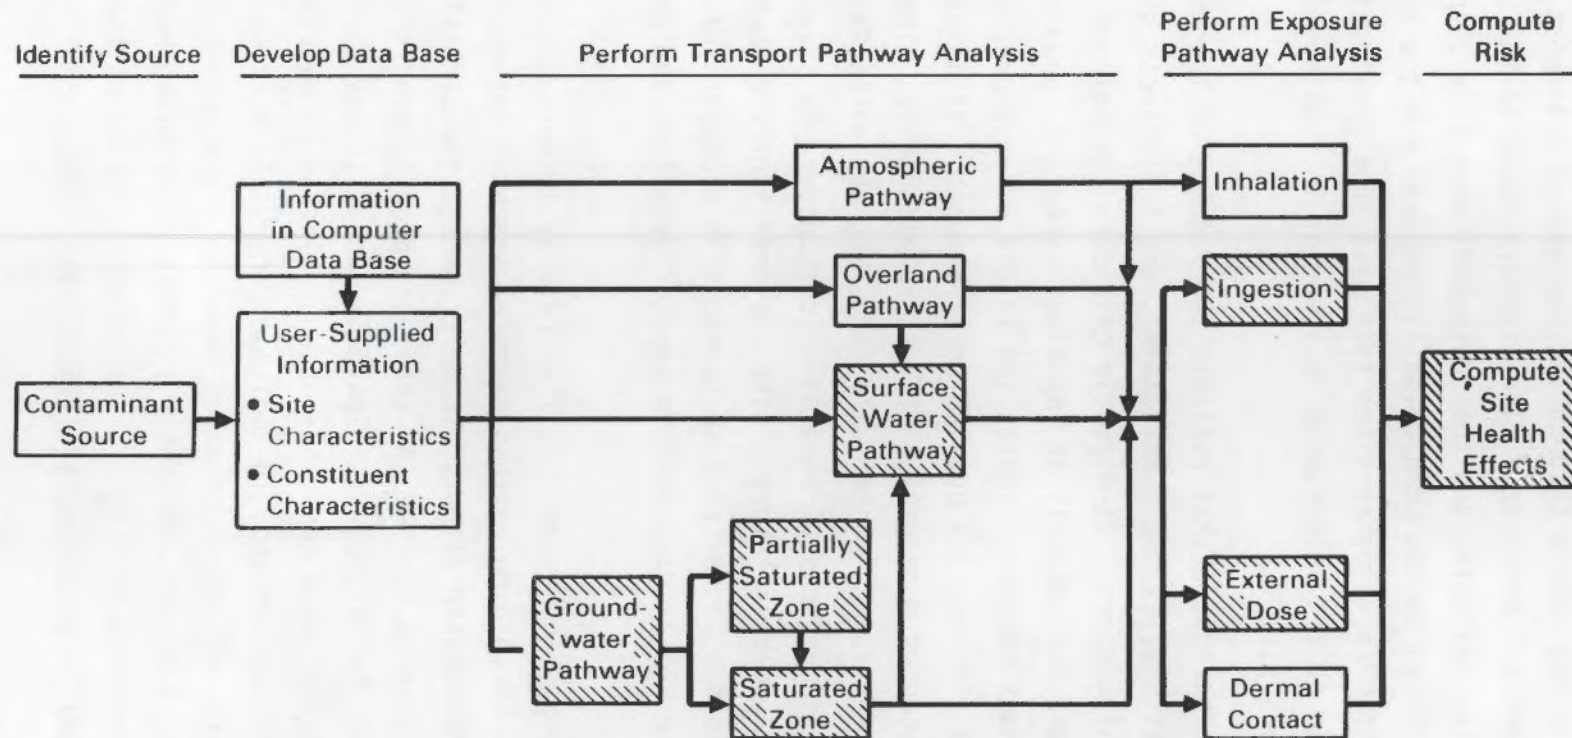 Identify Source
Develop Data Base
Perform Transport Pathway Analysis
Perform Exposure
Pathway Analysis
Compute
Risk
Contaminant
Source
Information
in Computer
Data Base
User-Supplied
Information
• Site
Characteristics
• Constituent
Characteristics
Atmospheric
Pathway
Overland
Pathway
Surface
Water
Pathway
Ground-
water
Pathway
Partially
Saturated
Zone
Saturated
Zone
Inhalation
Ingestion
External
Dose
Dermal
Contact
Compute
Site
Health
Effects